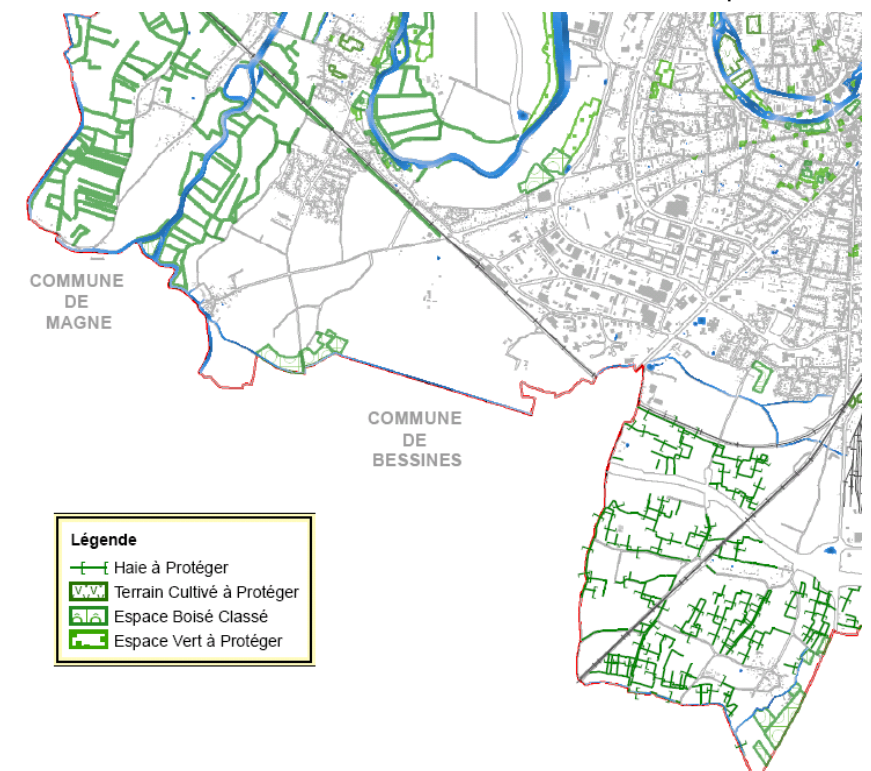 COMMUNE
DE
MAGNE
COMMUNE
DE
BESSINES
Légende
Haie à Protéger
Terrain Cultivé à Protéger
Espace Boisé Classé
Espace Vert à Protéger